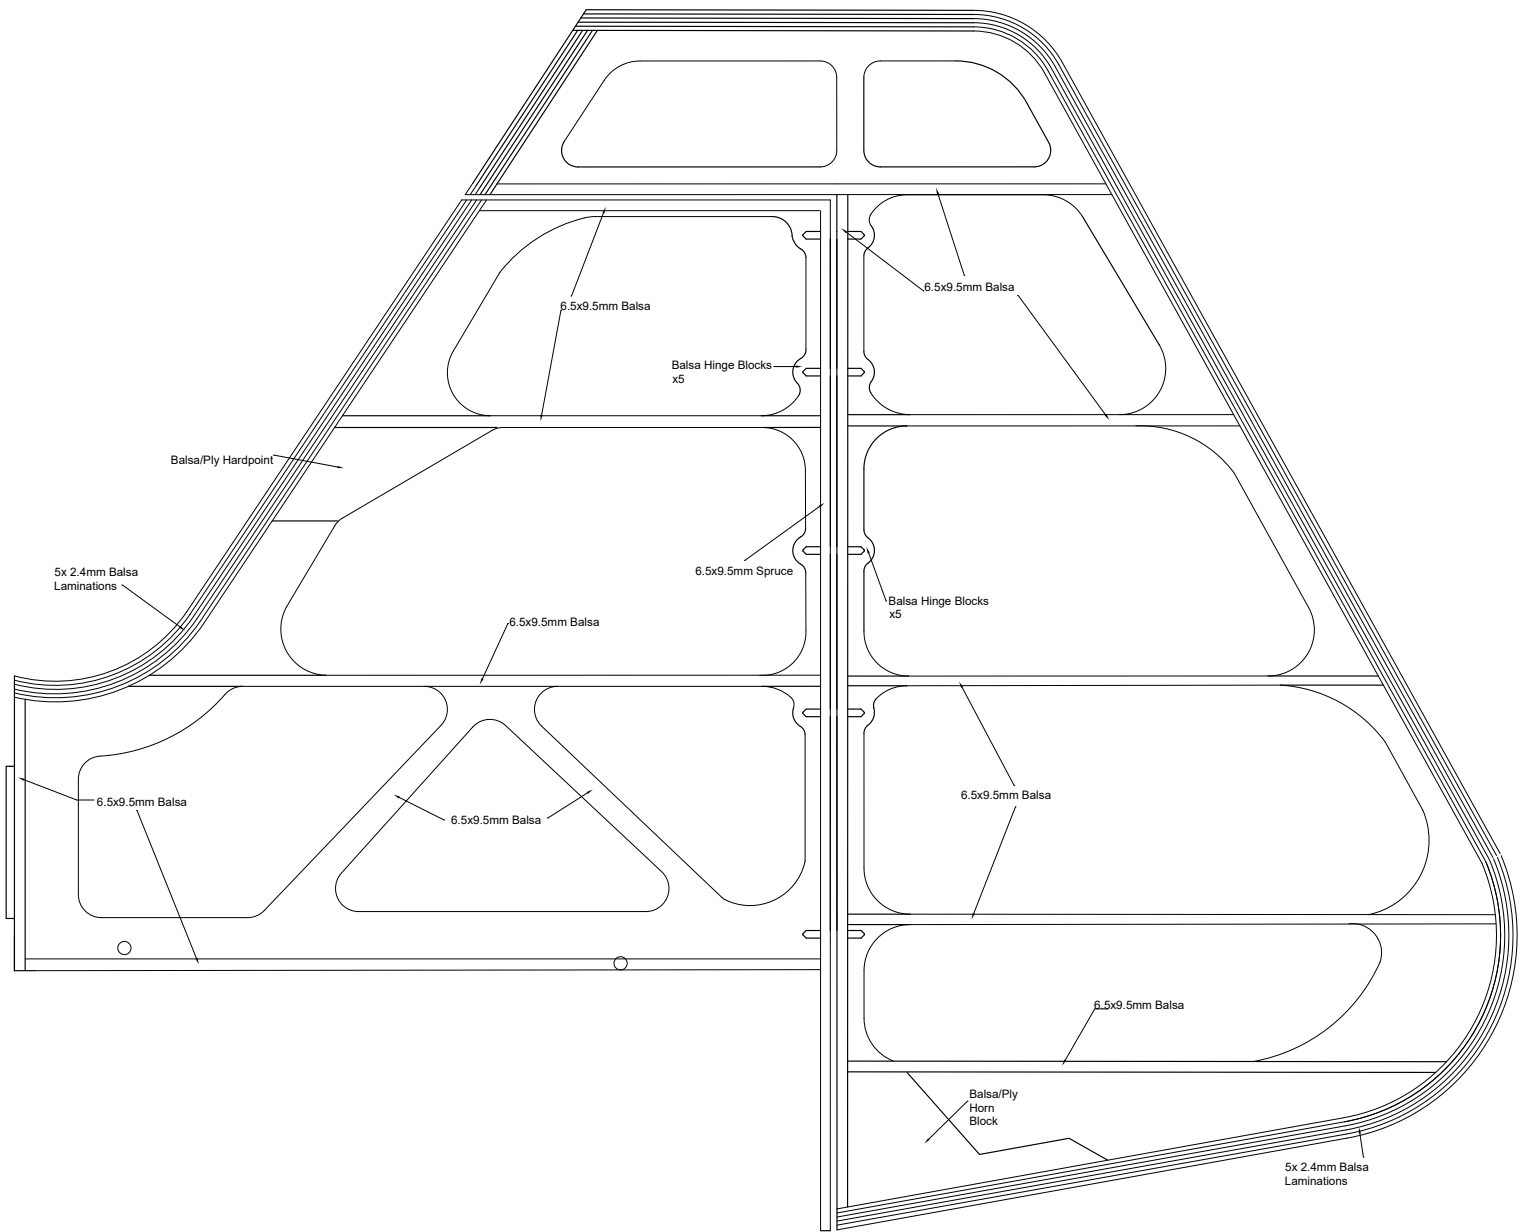 6.5x9.5mm Balsa
6.5x9.5mm Balsa
Balsa Hinge Blocks
x5
Balsa/Ply Hardpoint
5x 2.4mm Balsa
Laminations
6.5x9.5mm Spruce
Balsa Hinge Blocks
x5
6.5x9.5mm Balsa
6.5x9.5mm Balsa
6.5x9.5mm Balsa
6.5x9.5mm Balsa
6.5x9.5mm Balsa
Balsa/Ply
Horn
Block
5x 2.4mm Balsa
Laminations